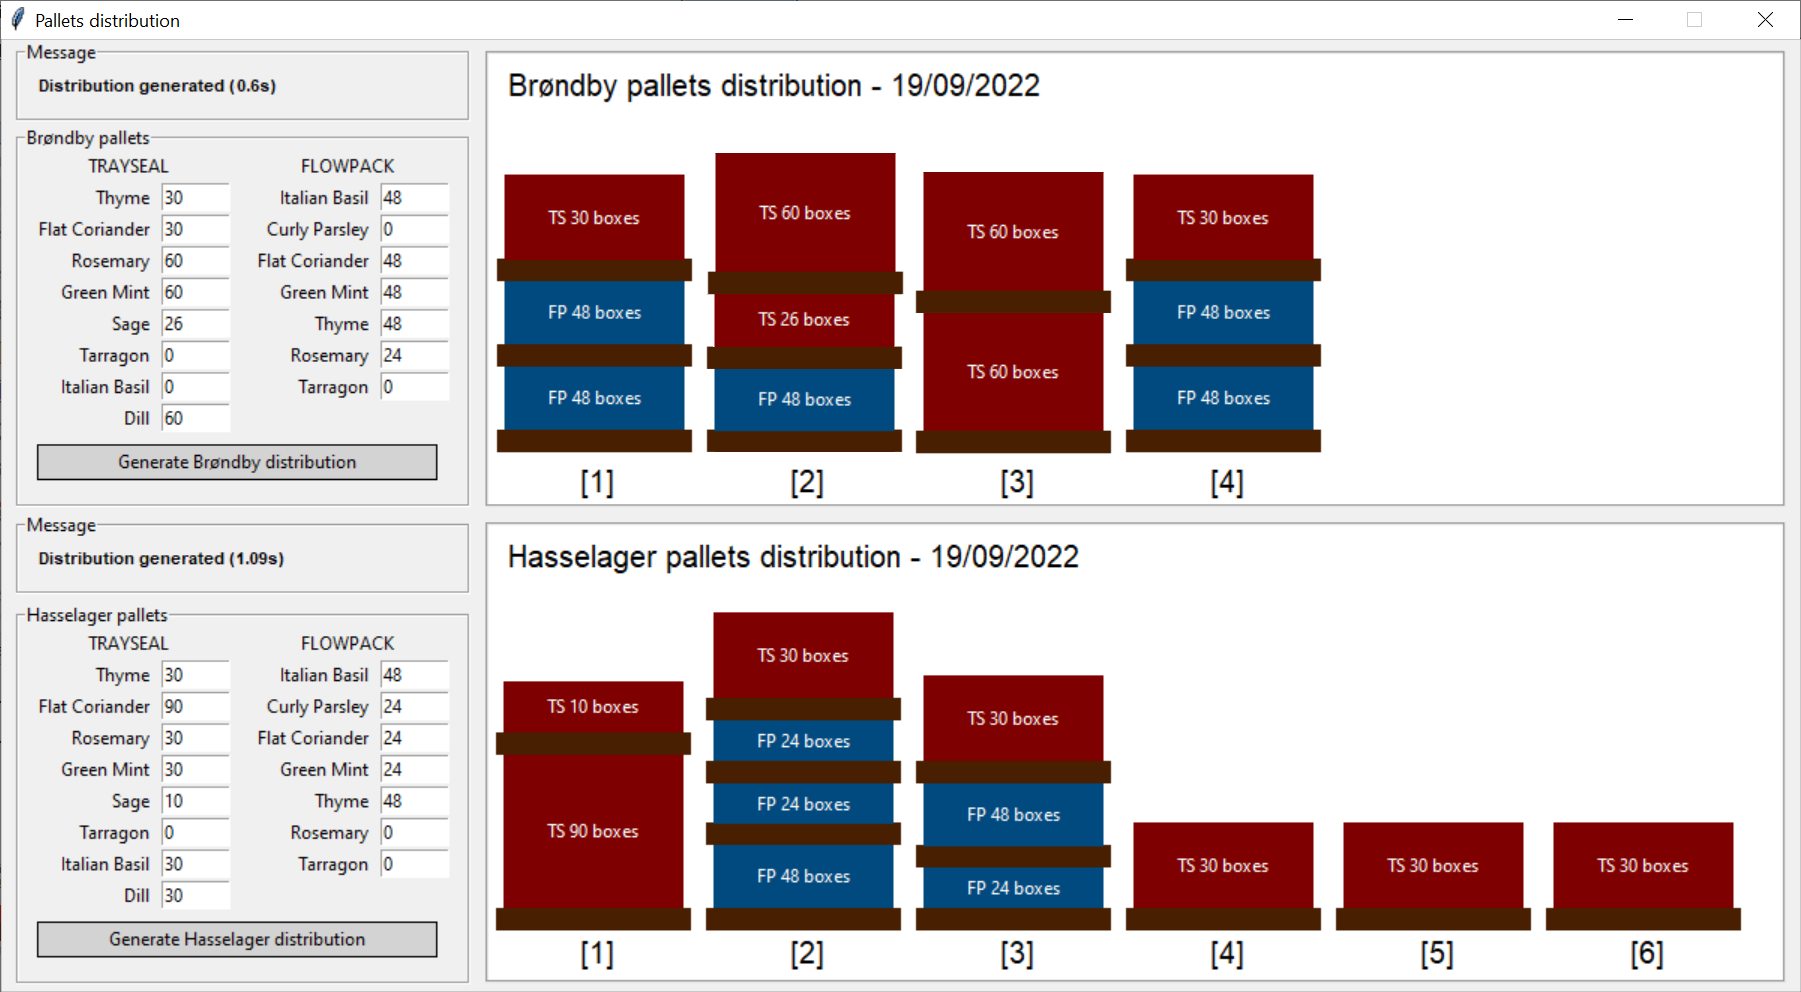 Pallets distribution
Message
Distribution generated (0.6s)
Brøndby pallets
TRAYSEAL FLOWPACK
Thyme 30 Italian Basil 48
Flat Coriander 30 Curly Parsley 0
Rosemary 60 Flat Coriander 48
Green Mint 60 Green Mint 48
Sage 26 Thyme 48
Tarragon 0 Rosemary 24
Italian Basil 0 Tarragon 0
Dill 60
Generate Brøndby distribution
Brøndby pallets distribution - 19/09/2022
TS 30 boxes
FP 48 boxes
FP 48 boxes
[1]
TS 60 boxes
TS 26 boxes
FP 48 boxes
[2]
TS 60 boxes
TS 60 boxes
[3]
TS 30 boxes
FP 48 boxes
FP 48 boxes
[4]
Message
Distribution generated (1.09s)
Hasselager pallets
TRAYSEAL FLOWPACK
Thyme 30 Italian Basil 48
Flat Coriander 90 Curly Parsley 24
Rosemary 30 Flat Coriander 24
Green Mint 30 Green Mint 24
Sage 10 Thyme 48
Tarragon 0 Rosemary 0
Italian Basil 30 Tarragon 0
Dill 30
Generate Hasselager distribution
Hasselager pallets distribution - 19/09/2022
TS 10 boxes
TS 90 boxes
[1]
TS 30 boxes
FP 24 boxes
FP 24 boxes
FP 48 boxes
[2]
TS 30 boxes
FP 48 boxes
FP 24 boxes
[3]
TS 30 boxes
[4]
TS 30 boxes
[5]
TS 30 boxes
[6]